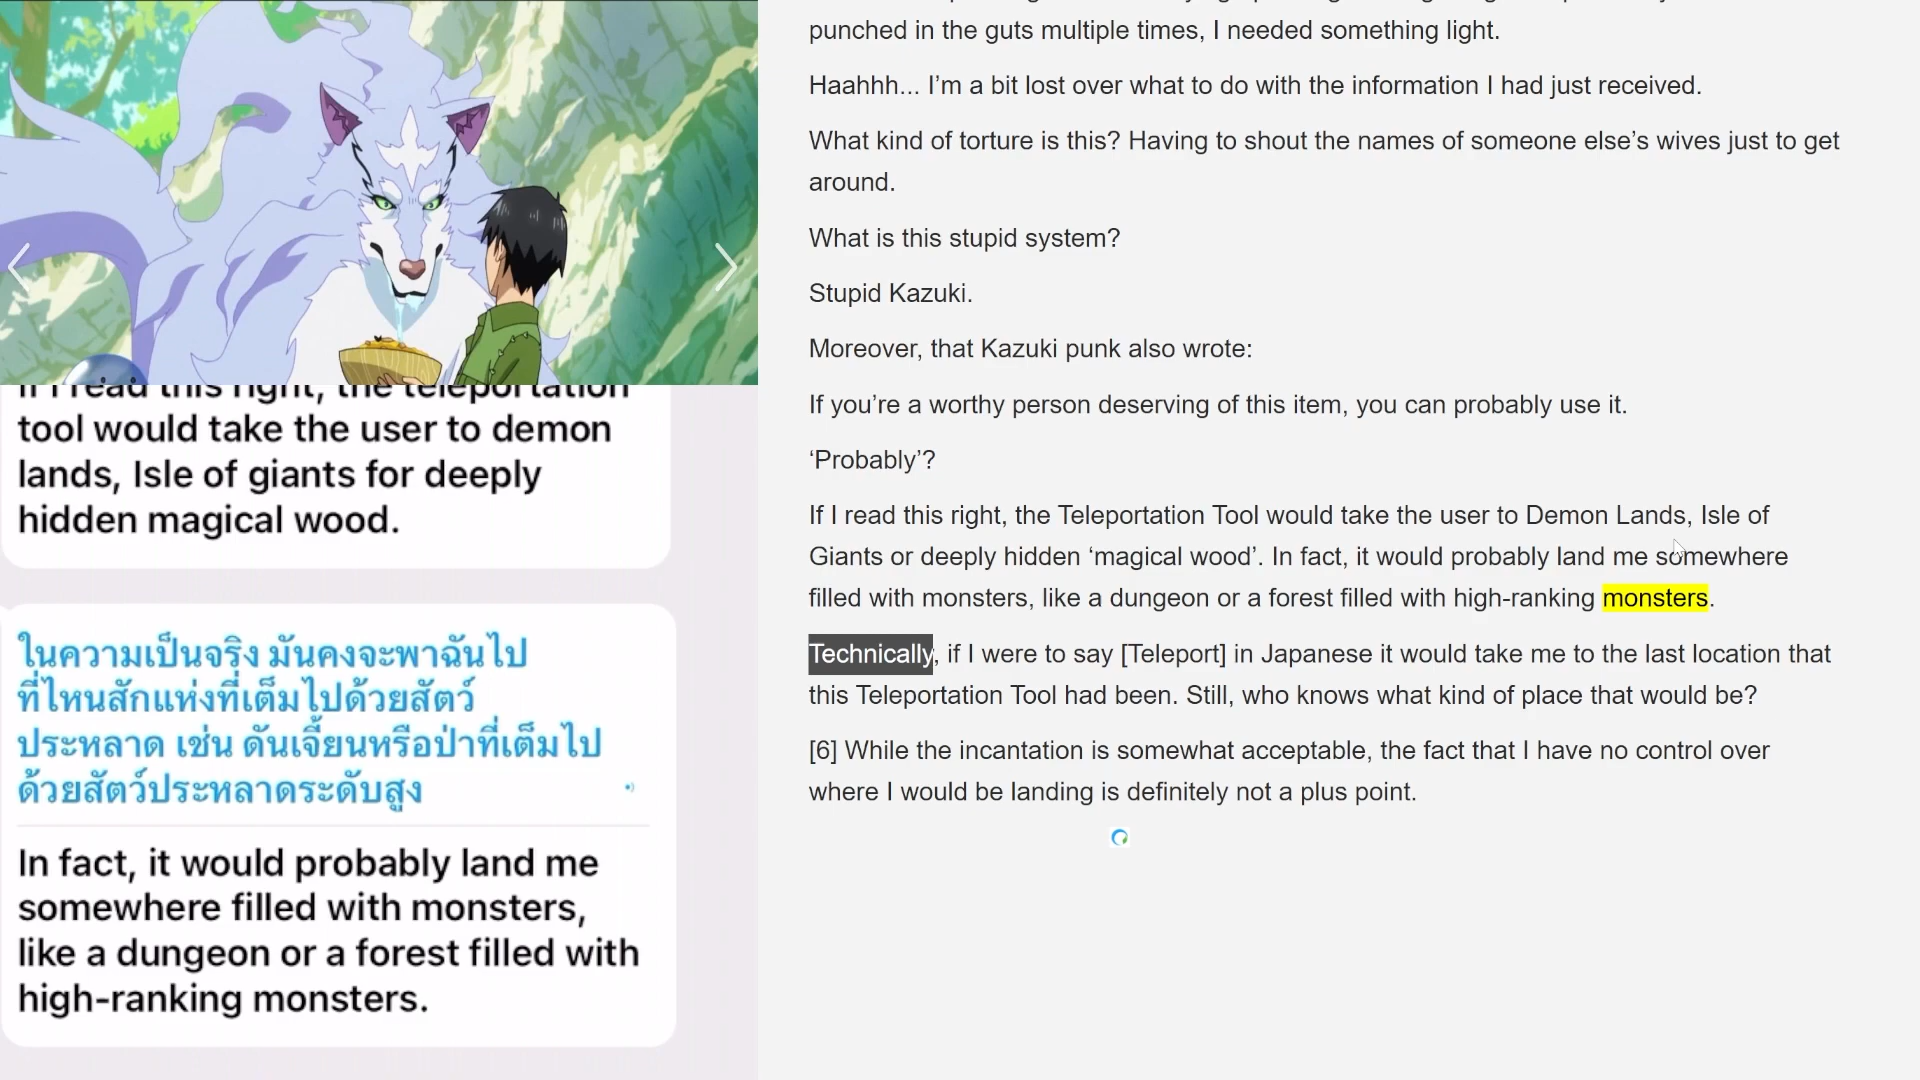 If I read this right, the teleportation
tool would take the user to demon
lands, Isle of giants for deeply
hidden magical wood.
ในความเป็นจริง มันคงจะพาฉันไป
ที่ไหนสักแห่งที่เต็มไปด้วยสัตว์
ประหลาด เช่น ดันเจี้ยนหรือป่าที่เต็มไป
ด้วยสัตว์ประหลาดระดับสูง
In fact, it would probably land me
somewhere filled with monsters,
like a dungeon or a forest filled with
high-ranking monsters.
punched in the guts multiple times, I needed something light.
Haahhh... I’m a bit lost over what to do with the information I had just received.
What kind of torture is this? Having to shout the names of someone else’s wives just to get
around.
What is this stupid system?
Stupid Kazuki.
Moreover, that Kazuki punk also wrote:
If you’re a worthy person deserving of this item, you can probably use it.
‘Probably’?
If I read this right, the Teleportation Tool would take the user to Demon Lands, Isle of
Giants or deeply hidden ‘magical wood’. In fact, it would probably land me somewhere
filled with monsters, like a dungeon or a forest filled with high-ranking monsters.
Technically, if I were to say [Teleport] in Japanese it would take me to the last location that
this Teleportation Tool had been. Still, who knows what kind of place that would be?
[6] While the incantation is somewhat acceptable, the fact that I have no control over
where I would be landing is definitely not a plus point.